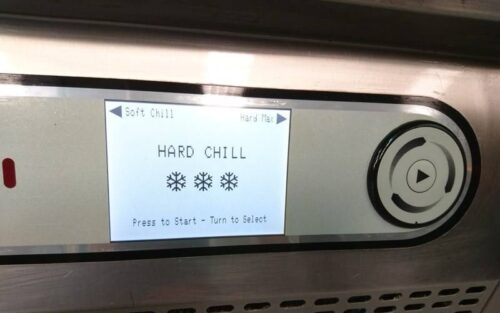 Soft Chill Hard Max
HARD CHILL
Press to Start - Turn to Select